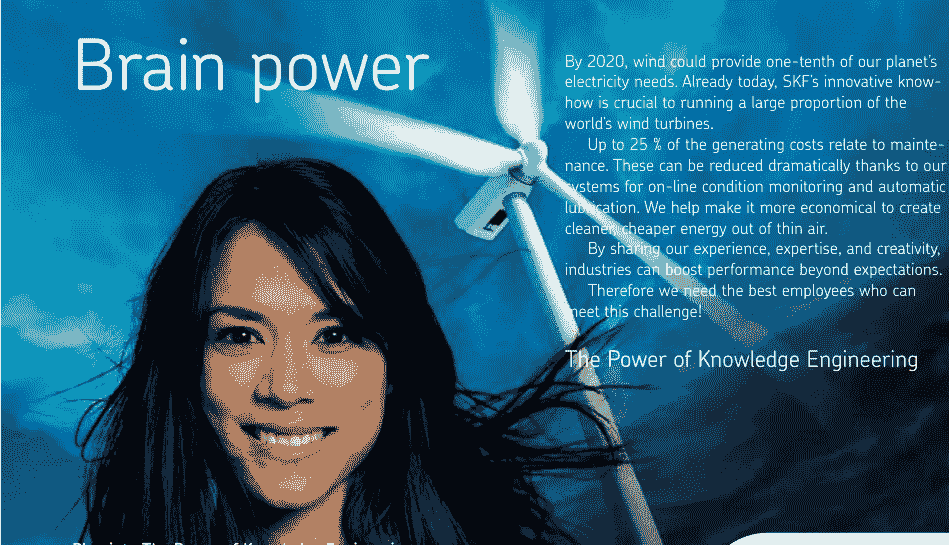 Brain power
By 2020, wind could provide one-tenth of our planet's
electricity needs. Already today, SKF's innovative know-
how is crucial to running a large proportion of the
world's wind turbines.
Up to 25 % of the generating costs relate to mainte-
nance. These can be reduced dramatically thanks to our
systems for on-line condition monitoring and automatic
lubrication. We help make it more economical to create
cleaner, cheaper energy out of thin air.
By sharing our experience, expertise, and creativity,
industries can boost performance beyond expectations.
Therefore we need the best employees who can
meet this challenge!
The Power of Knowledge Engineering